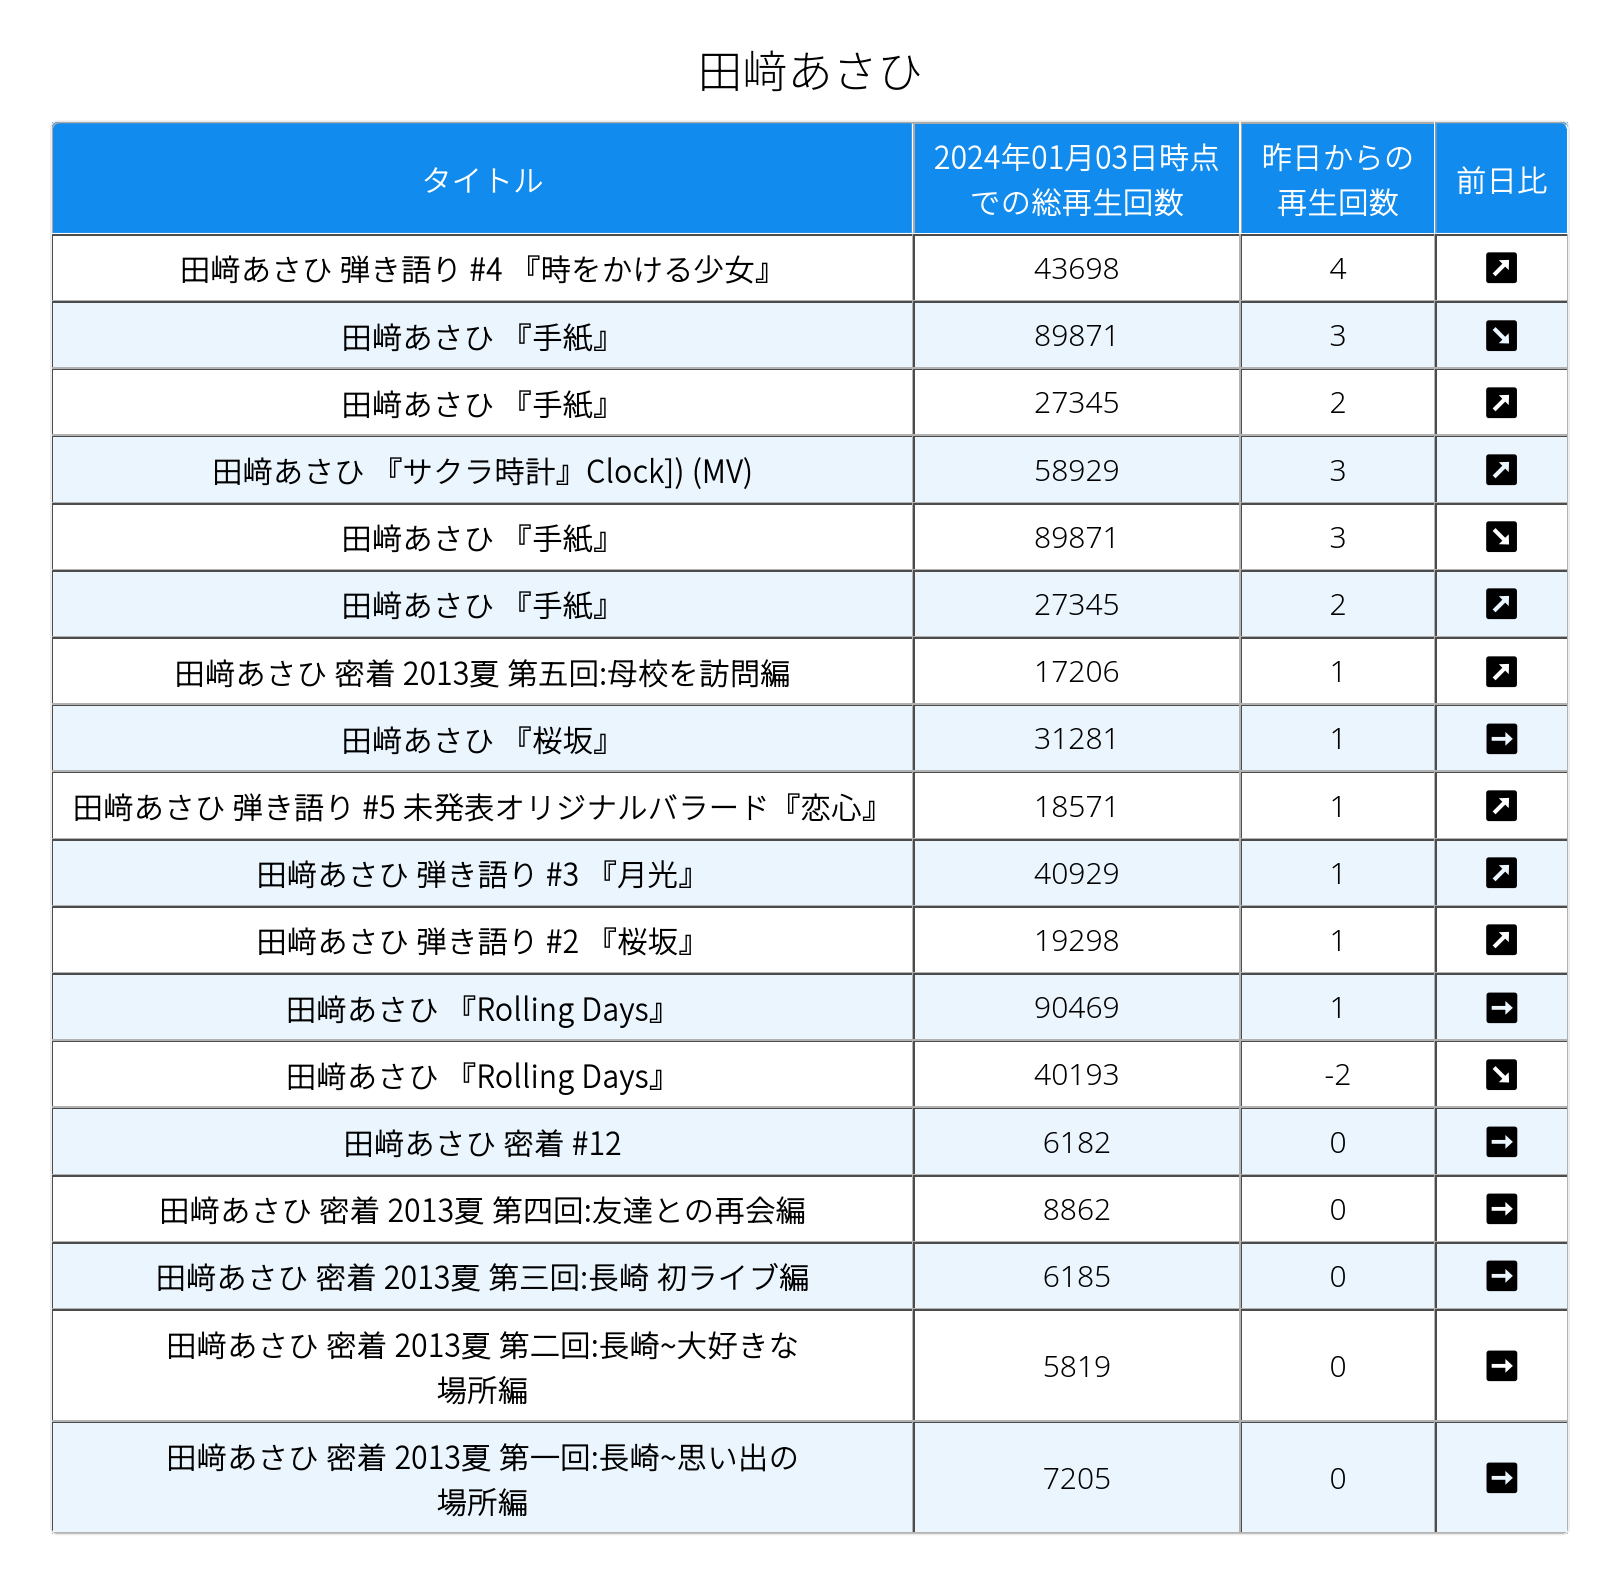 田﨑あさひ
タイトル
2024年01月03日時点
での総再生回数
昨日からの
再生回数
前日比
田﨑あさひ 弾き語り #4 『時をかける少女』 43698 4 ↗
田﨑あさひ 『手紙』 89871 3 ↘
田﨑あさひ 『手紙』 27345 2 ↗
田﨑あさひ 『サクラ時計』Clock]) (MV) 58929 3 ↗
田﨑あさひ 『手紙』 89871 3 ↘
田﨑あさひ 『手紙』 27345 2 ↗
田﨑あさひ 密着 2013夏 第五回:母校を訪問編 17206 1 ↗
田﨑あさひ 『桜坂』 31281 1 →
田﨑あさひ 弾き語り #5 未発表オリジナルバラード『恋心』 18571 1 ↗
田﨑あさひ 弾き語り #3 『月光』 40929 1 ↗
田﨑あさひ 弾き語り #2 『桜坂』 19298 1 ↗
田﨑あさひ 『Rolling Days』 90469 1 →
田﨑あさひ 『Rolling Days』 40193 -2 ↘
田﨑あさひ 密着 #12 6182 0 →
田﨑あさひ 密着 2013夏 第四回:友達との再会編 8862 0 →
田﨑あさひ 密着 2013夏 第三回:長崎 初ライブ編 6185 0 →
田﨑あさひ 密着 2013夏 第二回:長崎~大好きな
場所編 5819 0 →
田﨑あさひ 密着 2013夏 第一回:長崎~思い出の
場所編 7205 0 →